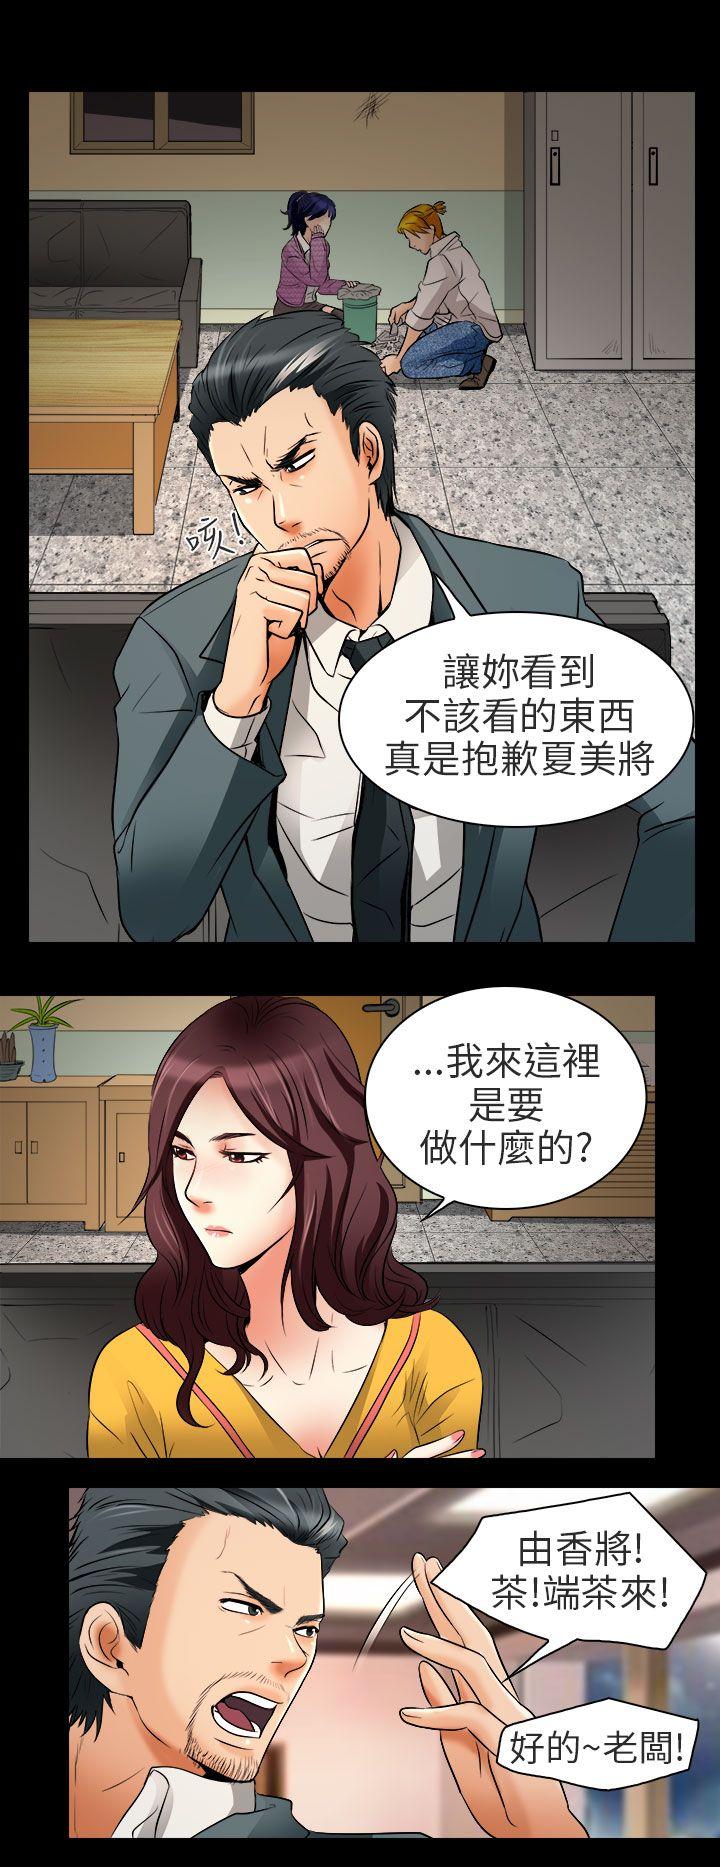 咳!
讓妳看到
不該看的東西
真是抱歉夏美將
...我來這裡
是要
做什麼的?
由香將!
茶!端茶來!
好的~老闆!